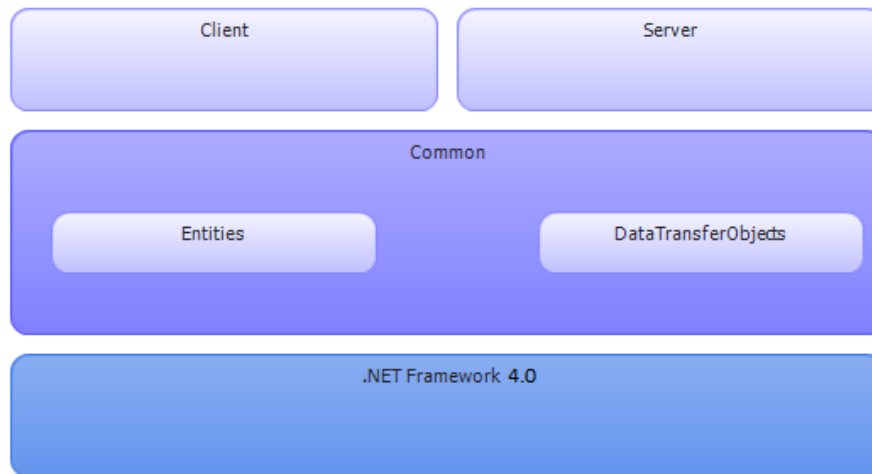 Client
Server
Common
Entities
DataTransferObjects
.NET Framework 4.0